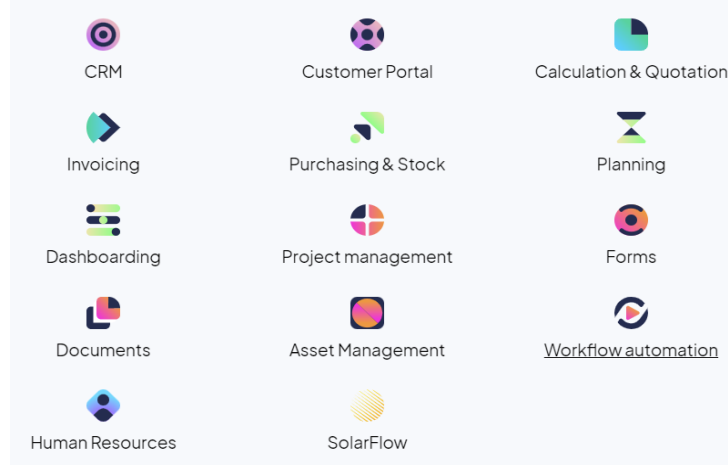 CRM
Customer Portal
Calculation & Quotation
Invoicing
Purchasing & Stock
Planning
Dashboarding
Project management
Forms
Documents
Asset Management
Workflow automation
Human Resources
SolarFlow